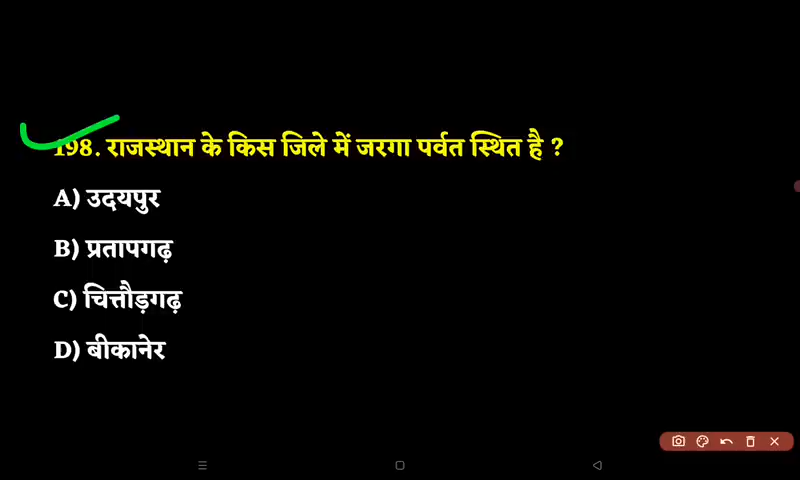 198. राजस्थान के किस जिले में जरगा पर्वत स्थित है ?
A) उदयपुर
B) प्रतापगढ़
C) चित्तौड़गढ़
D) बीकानेर